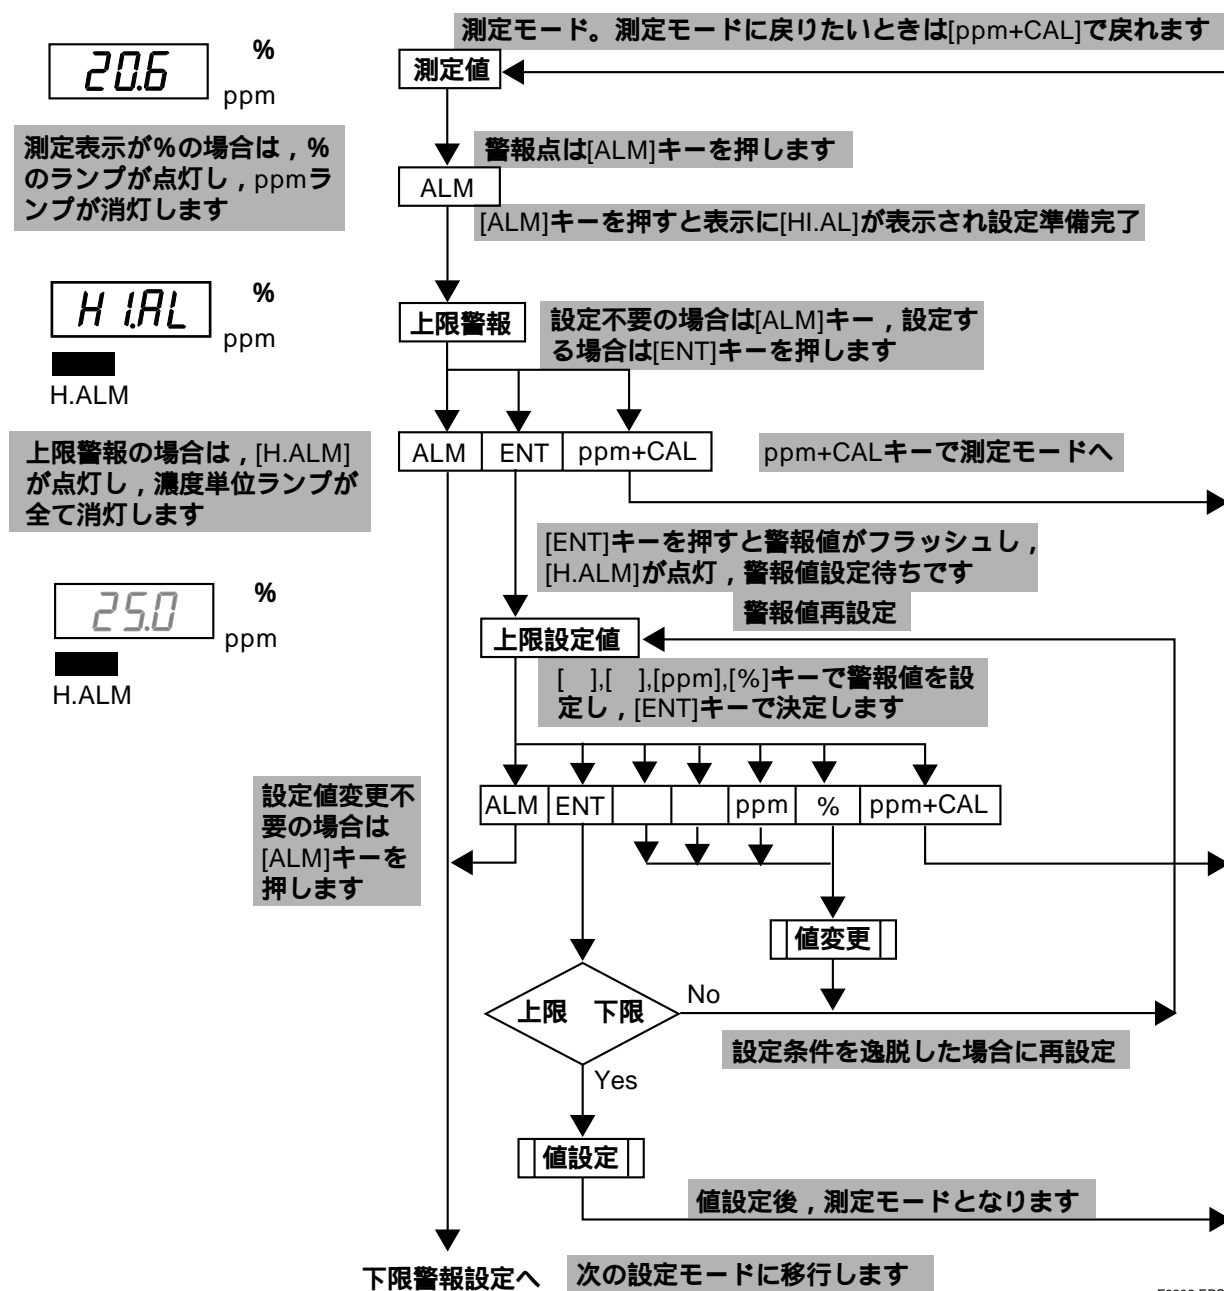 測定モード。測定モードに戻りたいときは[ppm+CAL]で戻れます
20.6
%
ppm
測定値
測定表示が%の場合は，%
のランプが点灯し，ppmラ
ンプが消灯します
警報点は[ALM]キーを押します
ALM
[ALM]キーを押すと表示に[HI.AL]が表示され設定準備完了
HI.AL
%
ppm
H.ALM
上限警報
設定不要の場合は[ALM]キー，設定す
る場合は[ENT]キーを押します
上限警報の場合は，[H.ALM]
が点灯し，濃度単位ランプが
全て消灯します
ALM
ENT
ppm+CAL
ppm+CALキーで測定モードへ
[ENT]キーを押すと警報値がフラッシュし，
[H.ALM]が点灯，警報値設定待ちです
25.0
%
ppm
H.ALM
警報値再設定
上限設定値
[　],[　],[ppm],[%]キーで警報値を設
定し，[ENT]キーで決定します
設定値変更不
要の場合は
[ALM]キーを
押します
ALM
ENT
ppm
%
ppm+CAL
値変更
上限　下限
No
設定条件を逸脱した場合に再設定
Yes
値設定
値設定後，測定モードとなります
下限警報設定へ
次の設定モードに移行します